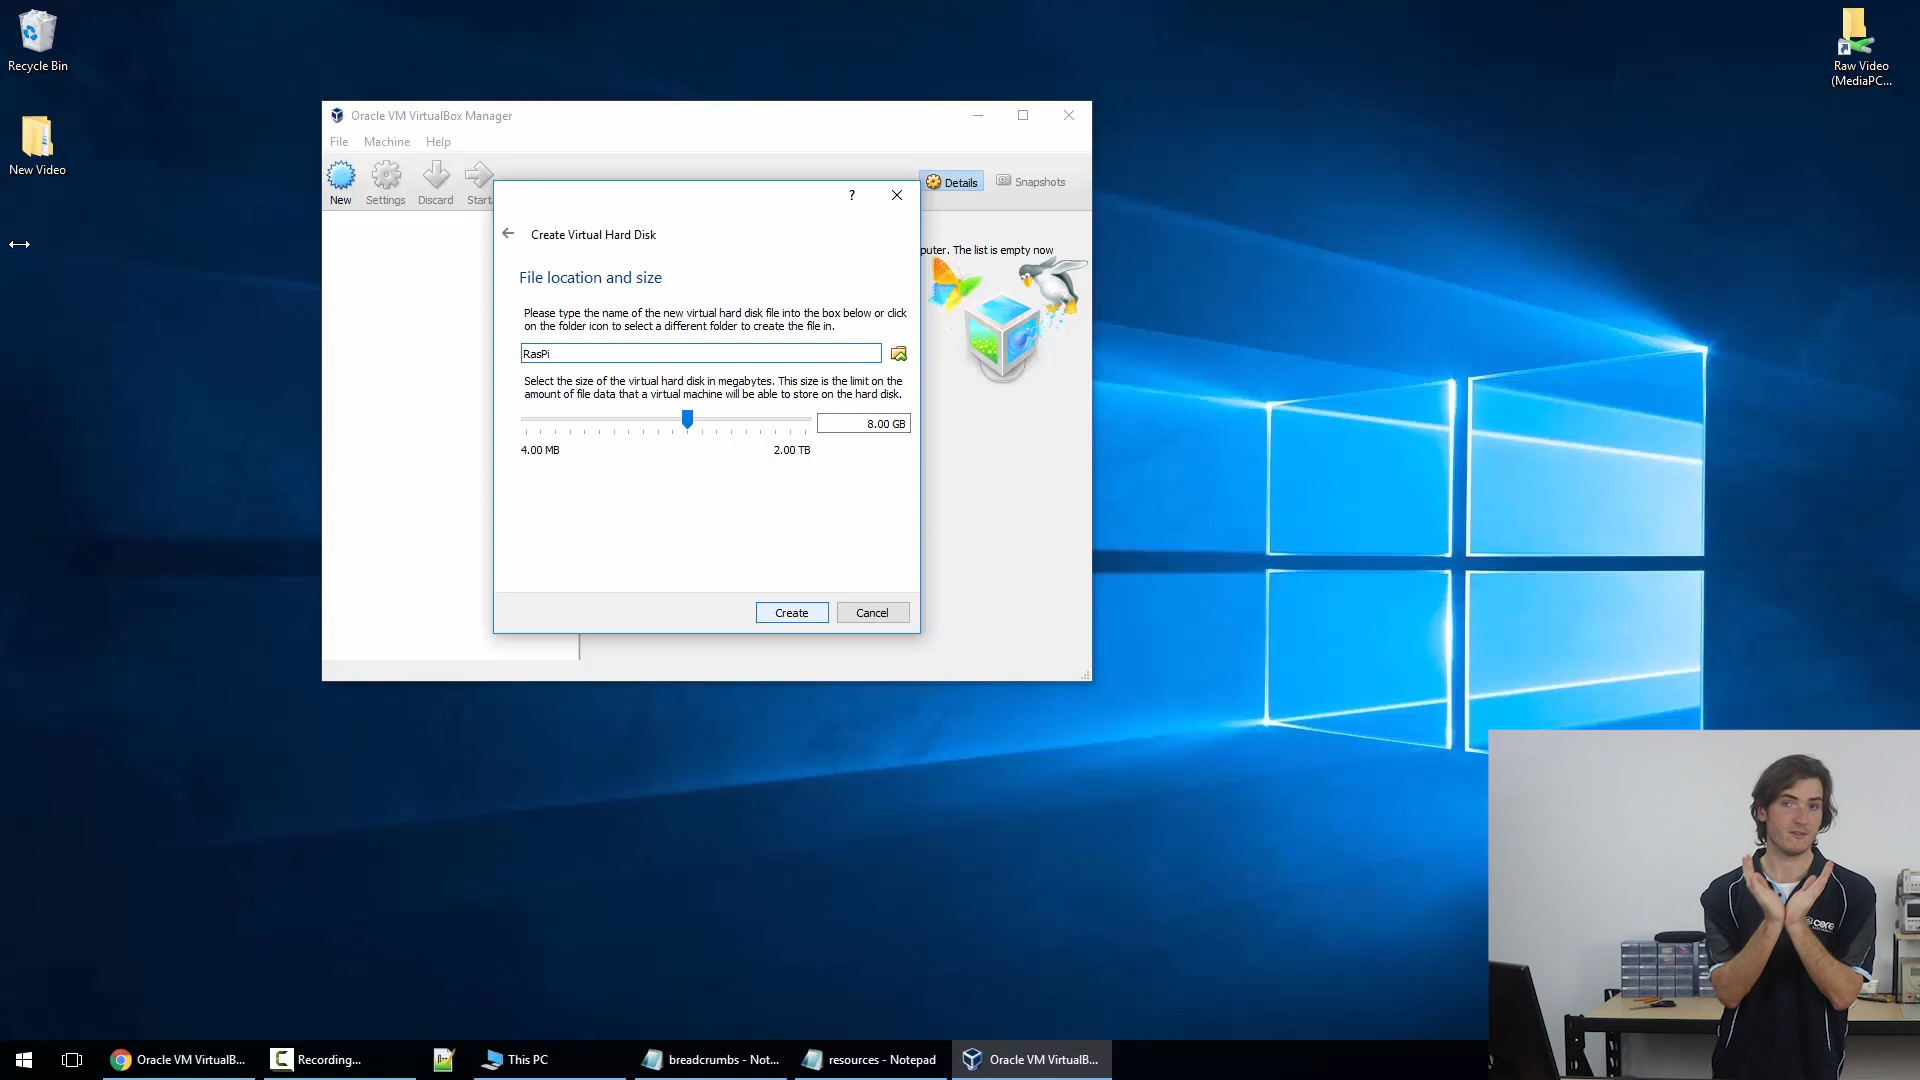 Recycle Bin
New Video
Raw Video
(MediaPC...
Oracle VM VirtualBox Manager
File Machine Help
New Settings Discard Start
Details Snapshots
puter. The list is empty now
?
Create Virtual Hard Disk
File location and size
Please type the name of the new virtual hard disk file into the box below or click
on the folder icon to select a different folder to create the file in.
RasPi
Select the size of the virtual hard disk in megabytes. This size is the limit on the
amount of file data that a virtual machine will be able to store on the hard disk.
8.00 GB
4.00 MB 2.00 TB
Create Cancel
core
Oracle VM VirtualB...
Recording...
This PC
breadcrumbs - Not...
resources - Notepad
Oracle VM VirtualB...